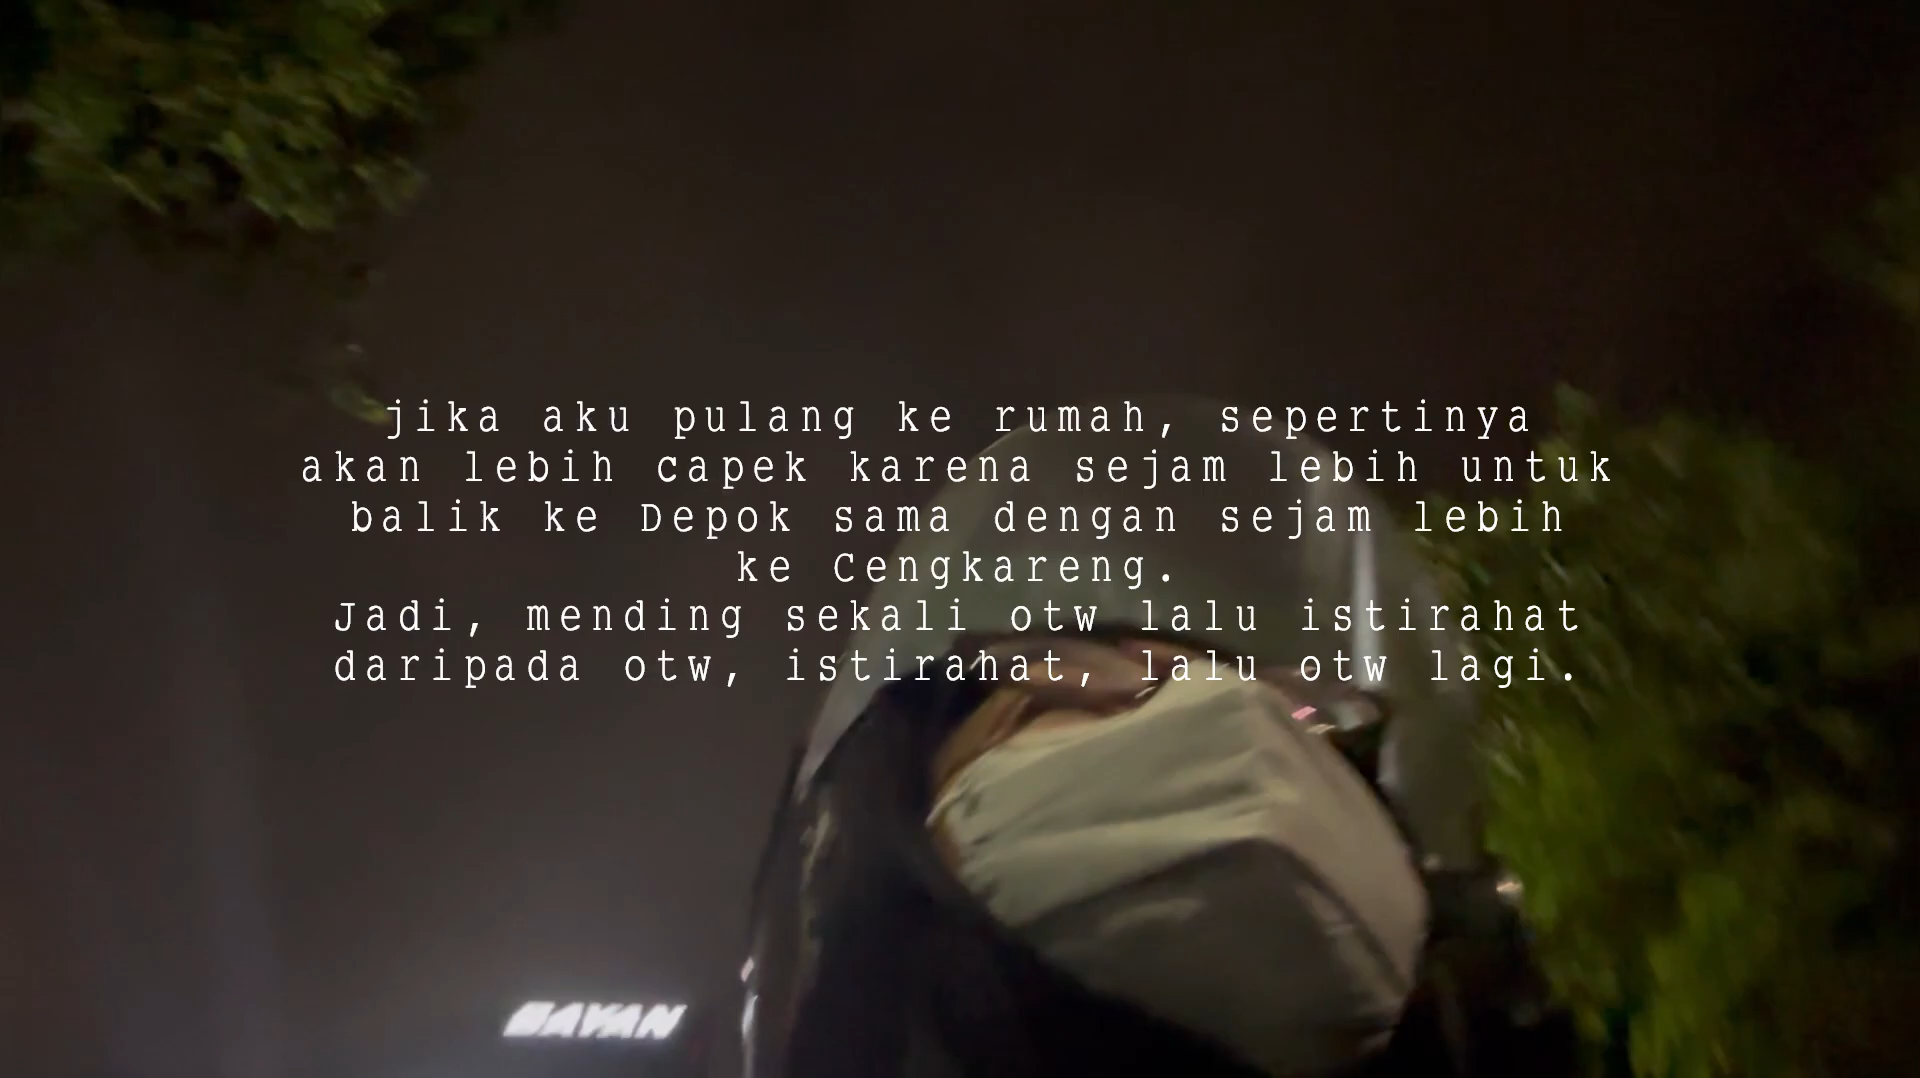 jika aku pulang ke rumah, sepertinya
akan lebih capek karena sejam lebih untuk
balik ke Depok sama dengan sejam lebih
ke Cengkareng.
Jadi, mending sekali otw lalu istirahat
daripada otw, istirahat, lalu otw lagi.
BAYAN